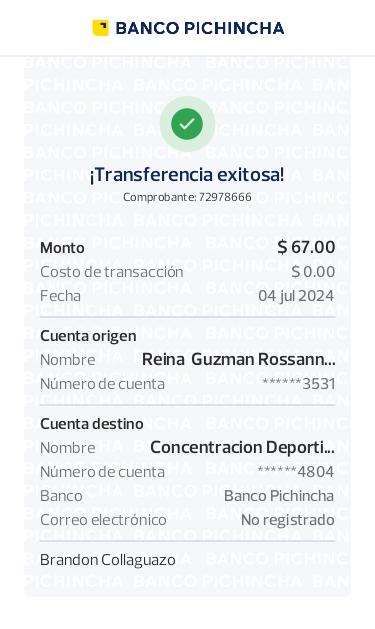 BANCO PICHINCHA
¡Transferencia exitosa!
Comprobante: 72978666
Monto $ 67.00
Costo de transacción $ 0.00
Fecha 04 jul 2024
Cuenta origen
Nombre Reina Guzman Rossann...
Número de cuenta ******3531
Cuenta destino
Nombre Concentracion Deporti...
Número de cuenta ******4804
Banco Banco Pichincha
Correo electrónico No registrado
Brandon Collaguazo